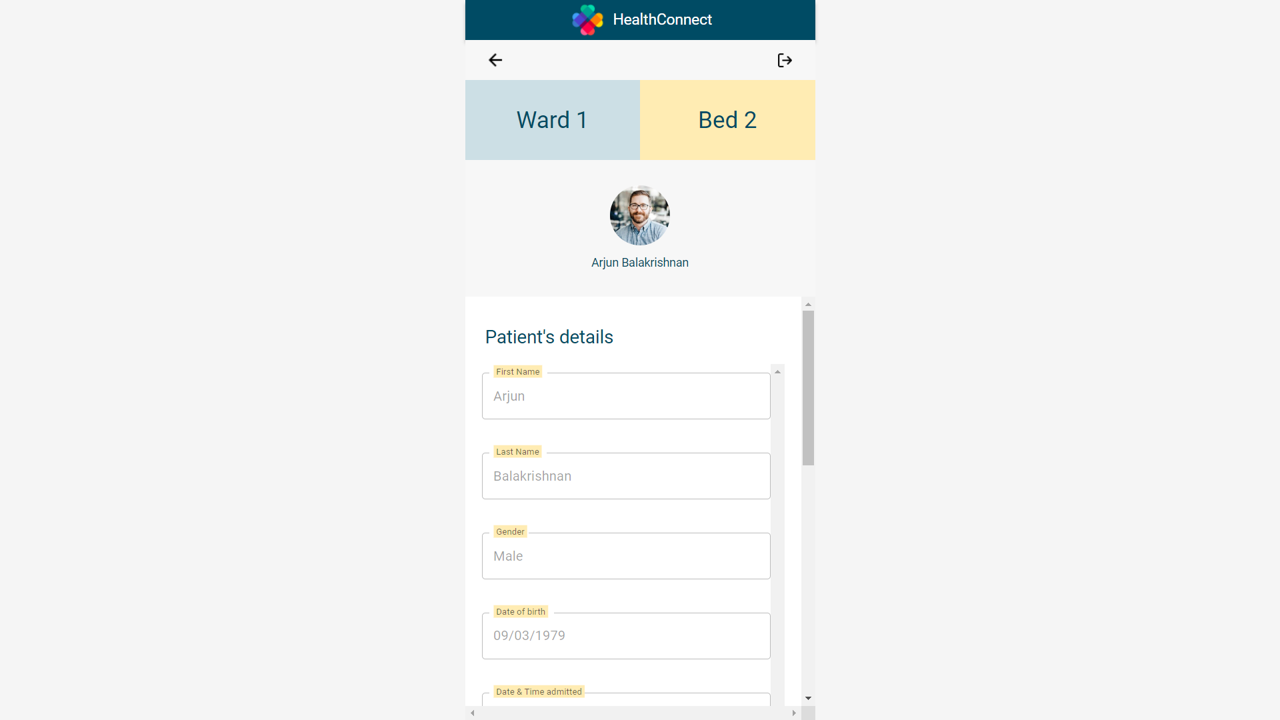 HealthConnect
Ward 1
Bed 2
Arjun Balakrishnan
Patient's details
First Name
Arjun
Last Name
Balakrishnan
Gender
Male
Date of birth
09/03/1979
Date & Time admitted